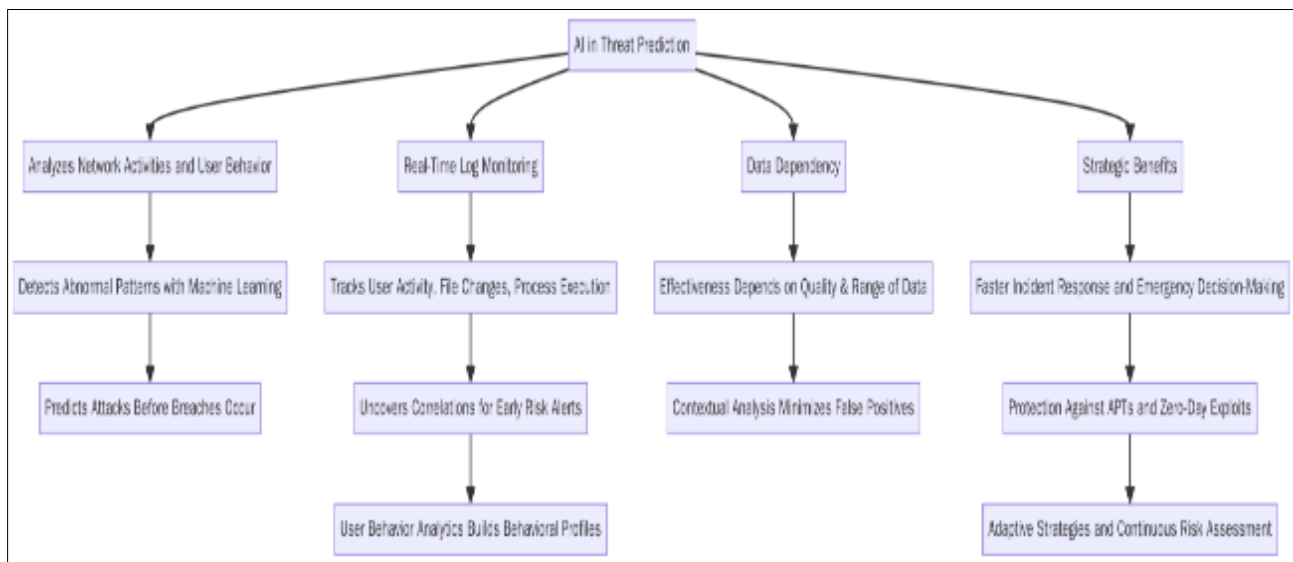 AI in Threat Prediction
Analyzes Network Activities and User Behavior
Real-Time Log Monitoring
Data Dependency
Strategic Benefits
Detects Abnormal Patterns with Machine Learning
Tracks User Activity, File Changes, Process Execution
Effectiveness Depends on Quality & Range of Data
Faster Incident Response and Emergency Decision-Making
Predicts Attacks Before Breaches Occur
Uncovers Correlations for Early Risk Alerts
Contextual Analysis Minimizes False Positives
Protection Against APTs and Zero-Day Exploits
User Behavior Analytics Builds Behavioral Profiles
Adaptive Strategies and Continuous Risk Assessment